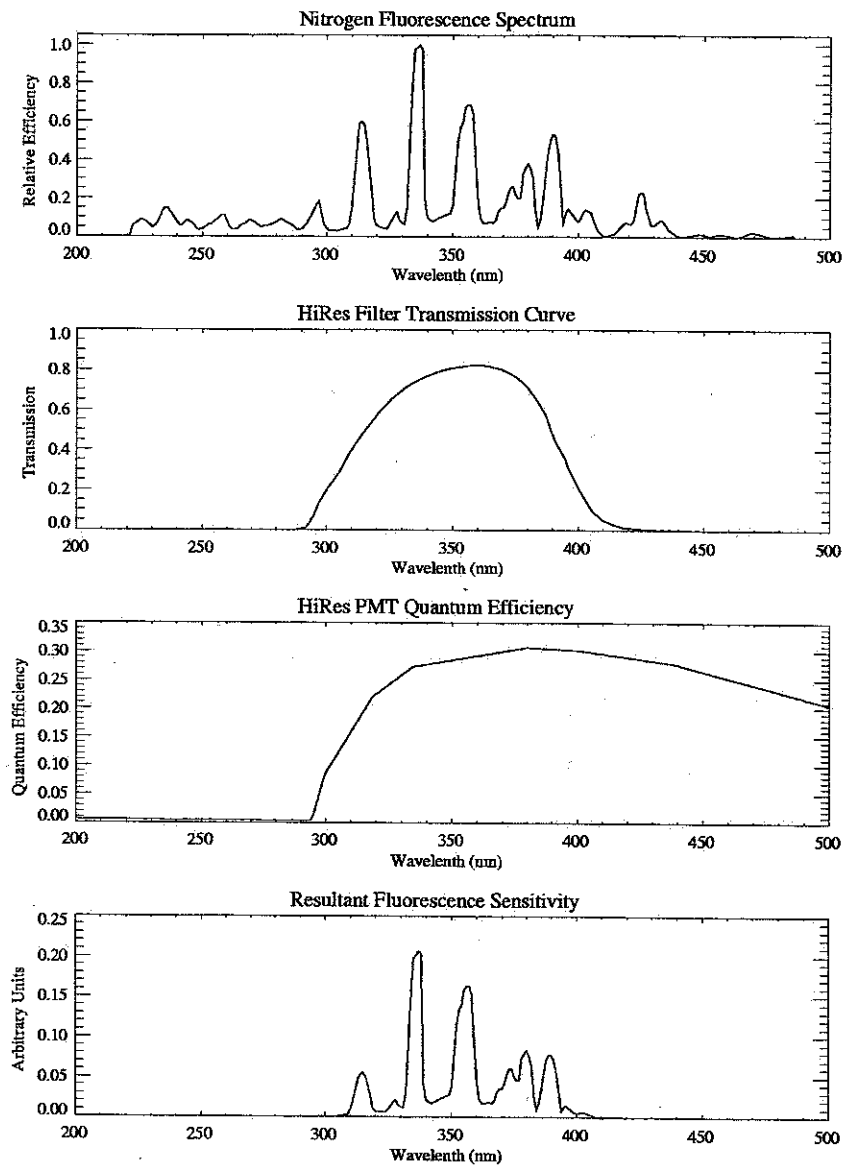 Nitrogen Fluorescence Spectrum
Relative Efficiency
1.0
0.8
0.6
0.4
0.2
0.0
200 250 300 350 400 450 500
Wavelenth (nm)
HiRes Filter Transmission Curve
Transmission
1.0
0.8
0.6
0.4
0.2
0.0
200 250 300 350 400 450 500
Wavelenth (nm)
HiRes PMT Quantum Efficiency
Quantum Efficiency
0.35
0.30
0.25
0.20
0.15
0.10
0.05
0.00
200 250 300 350 400 450 500
Wavelenth (nm)
Resultant Fluorescence Sensitivity
Arbitrary Units
0.25
0.20
0.15
0.10
0.05
0.00
200 250 300 350 400 450 500
Wavelenth (nm)